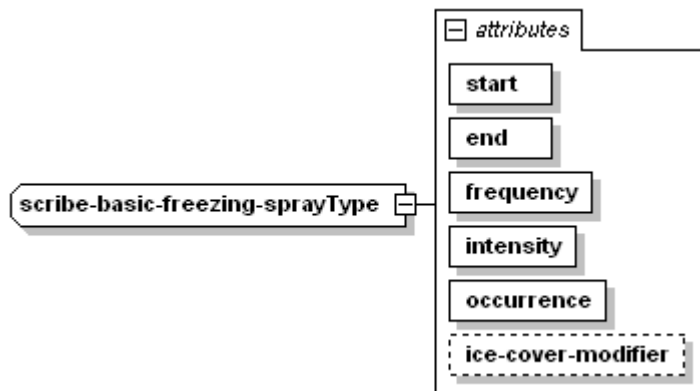 attributes
start
end
scribe-basic-freezing-sprayType
frequency
intensity
occurrence
ice-cover-modifier